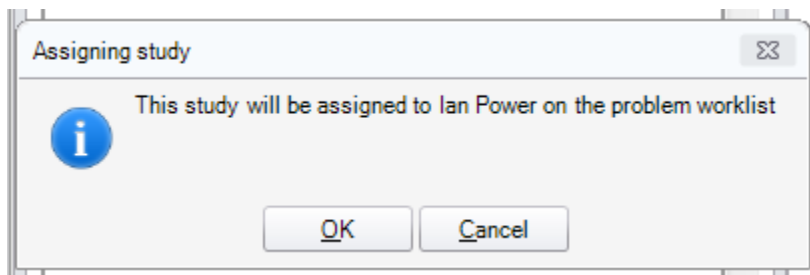 Assigning study
This study will be assigned to Ian Power on the problem worklist
OK
Cancel